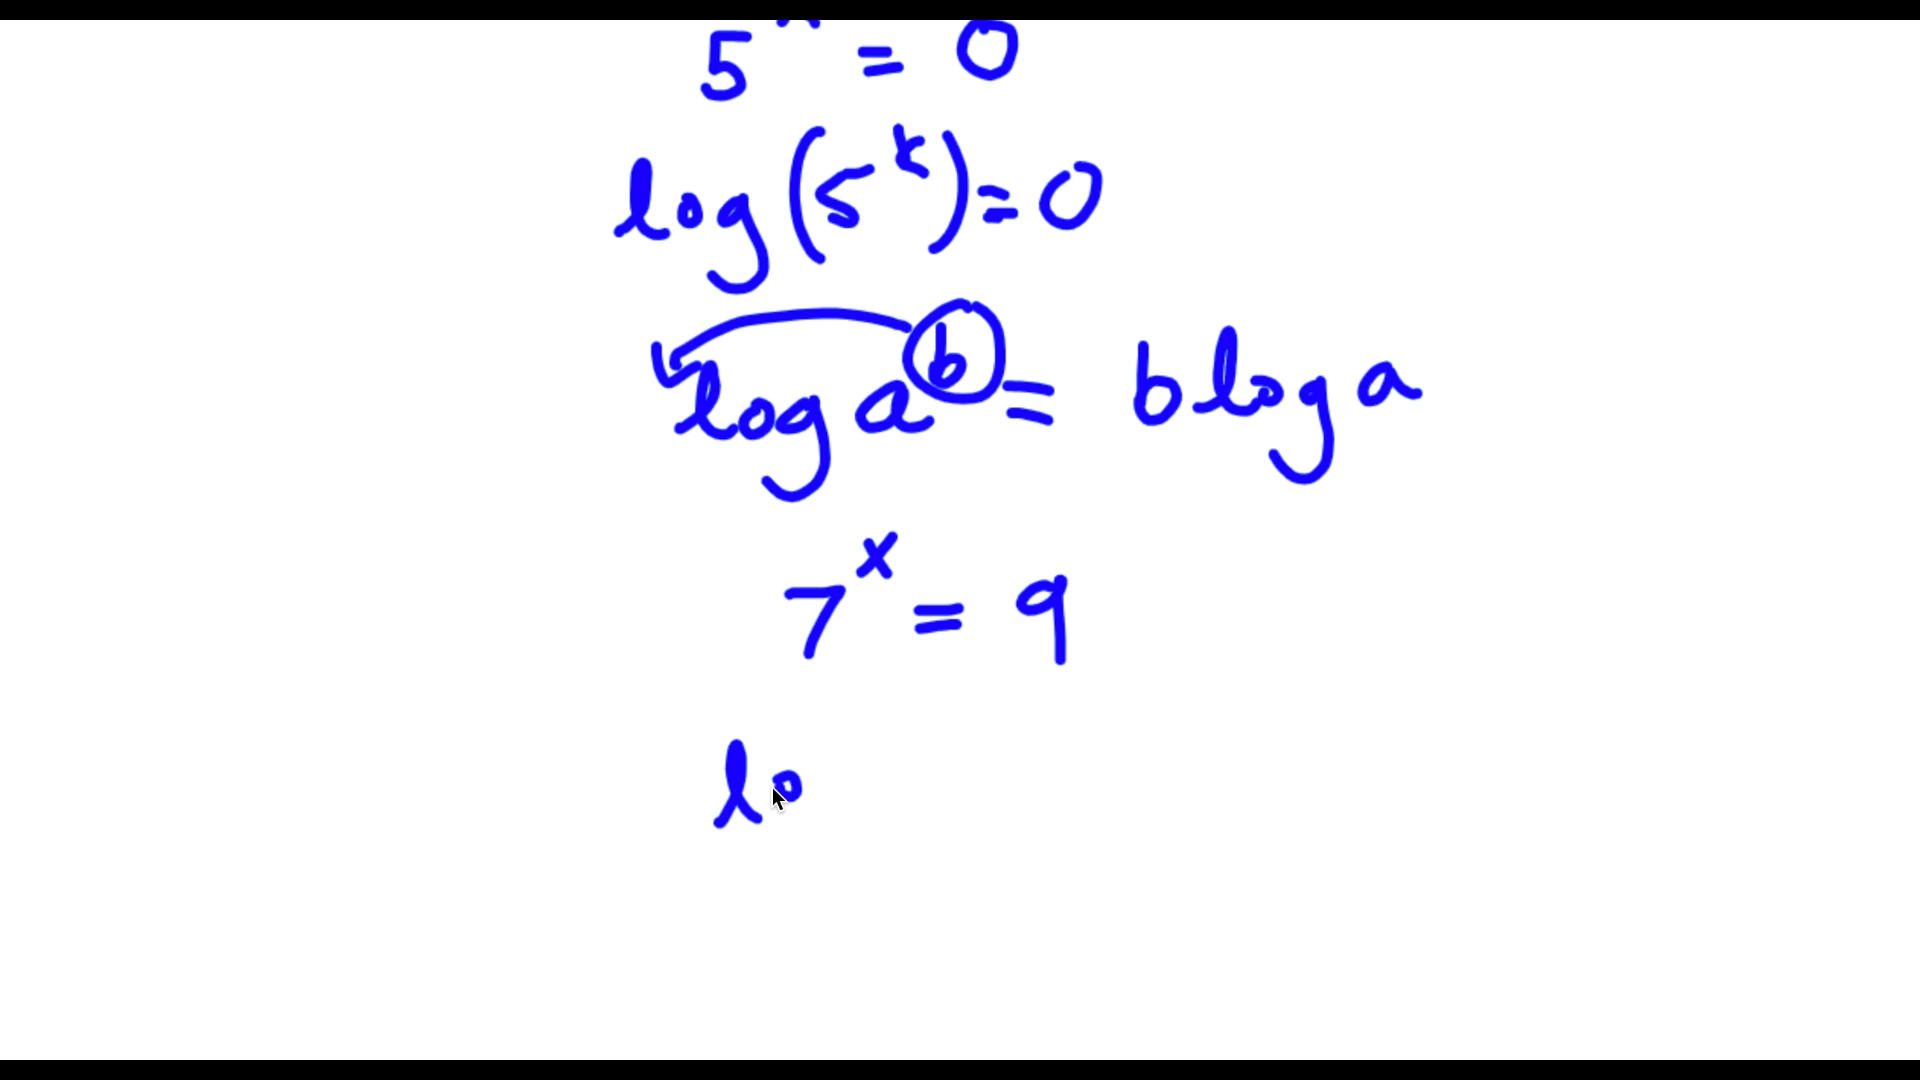 5^x = 0
log(5^x)=0
log a^b = b log a
7^x = 9
lo